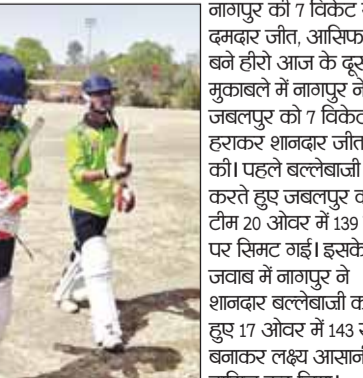 नागपुर की 7 विकेट
दमदार जीत, आसिफ
बने हीरो आज के
मुकाबले में नागपुर ने
जबलपुर को 7 विकेट
हराकर शानदार जीत
की। पहले बल्लेबाजी
करते हुए जबलपुर
टीम 20 ओवर में 139
पर सिमट गई। इसके
जवाब में नागपुर ने
शानदार बल्लेबाजी
हुए 17 ओवर में 143
बनाकर लक्ष्य